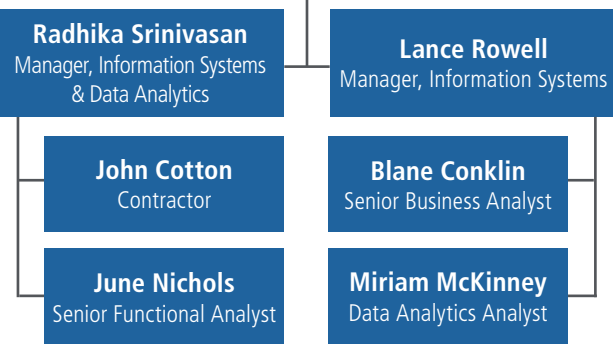 Radhika Srinivasan
Manager, Information Systems
& Data Analytics
Lance Rowell
Manager, Information Systems
John Cotton
Contractor
Blane Conklin
Senior Business Analyst
June Nichols
Senior Functional Analyst
Miriam McKinney
Data Analytics Analyst